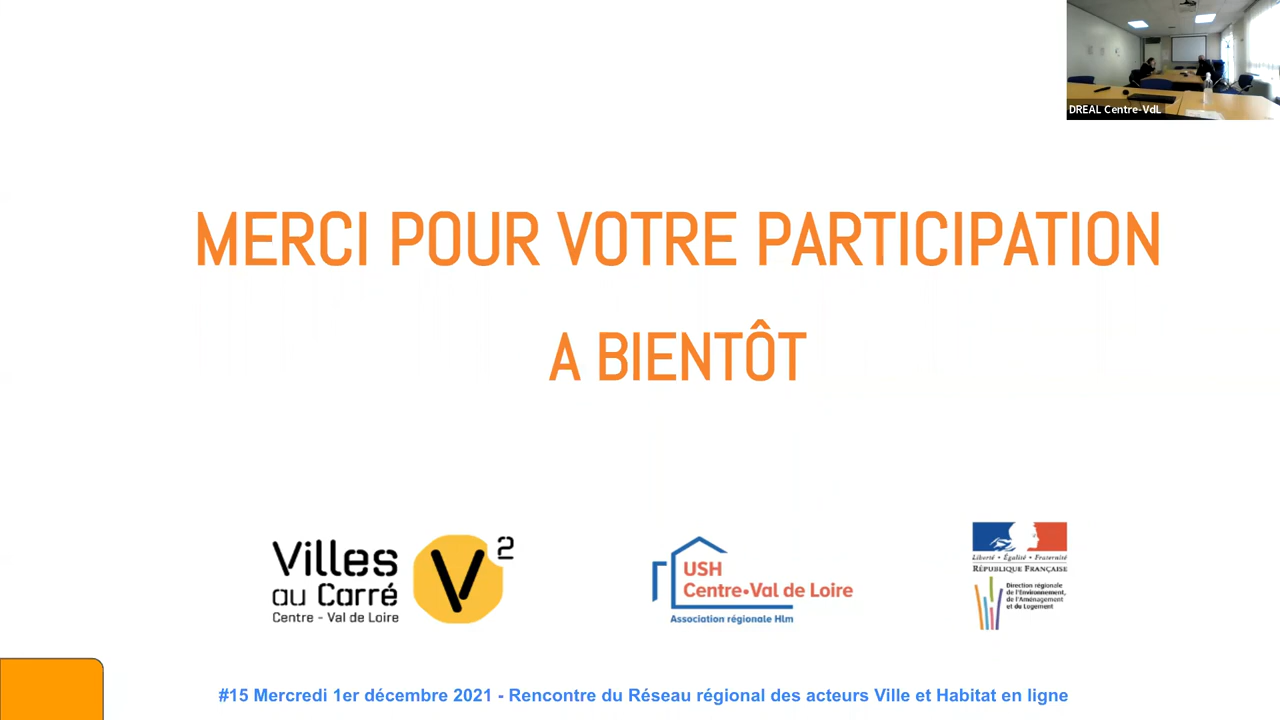 DREAL Centre-VdL
MERCI POUR VOTRE PARTICIPATION
A BIENTÔT
Villes
au Carré
Centre - Val de Loire
V2
USH
Centre•Val de Loire
Association régionale Hlm
Liberté • Égalité • Fraternité
RÉPUBLIQUE FRANÇAISE
Direction régionale
de l'Environnement,
de l'Aménagement
et du Logement
#15 Mercredi 1er décembre 2021 - Rencontre du Réseau régional des acteurs Ville et Habitat en ligne